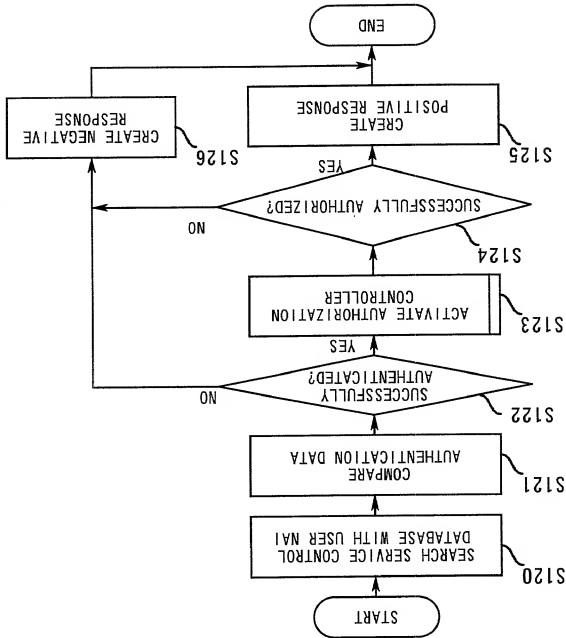 START
SEARCH SERVICE CONTROL
DATABASE WITH USER NAI
S120
COMPARE
AUTHENTICATION DATA
S121
SUCCESSFULLY
AUTHENTICATED?
S122
NO
YES
ACTIVATE AUTHORIZATION
CONTROLLER
S123
SUCCESSFULLY AUTHORIZED?
S124
NO
YES
CREATE
POSITIVE RESPONSE
S125
CREATE NEGATIVE
RESPONSE
S126
END